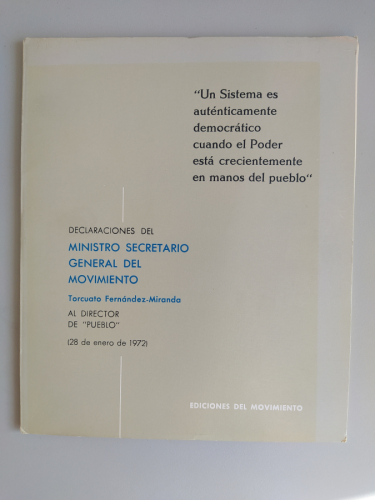 "Un Sistema es
auténticamente
democrático
cuando el Poder
está crecientemente
en manos del pueblo"
DECLARACIONES DEL
MINISTRO SECRETARIO
GENERAL DEL
MOVIMIENTO
Torcuato Fernández-Miranda
AL DIRECTOR
DE "PUEBLO"
(28 de enero de 1972)
EDICIONES DEL MOVIMIENTO